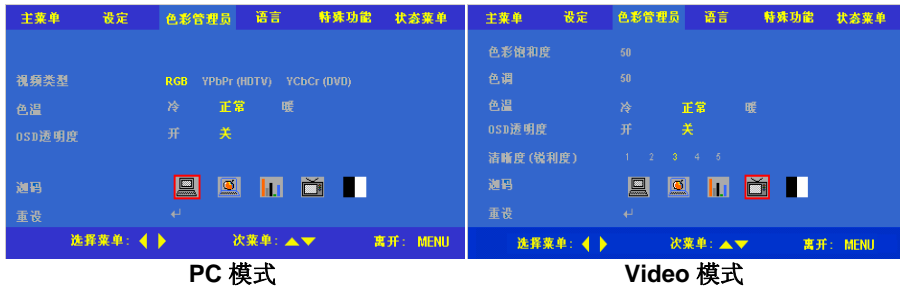 主菜单 设定 色彩管理员 语言 特殊功能 状态菜单
视频类型 RGB YPbPr(HDTV) YCbCr(DVD)
色温 冷 正常 暖
OSD透明度 开 关
迦码
重设
选择菜单: 次菜单: 离开: MENU
PC 模式
主菜单 设定 色彩管理员 语言 特殊功能 状态菜单
色彩饱和度 50
色调 50
色温 冷 正常 暖
OSD透明度 开 关
清晰度(锐利度) 1 2 3 4 5
迦码
重设
选择菜单: 次菜单: 离开: MENU
Video 模式